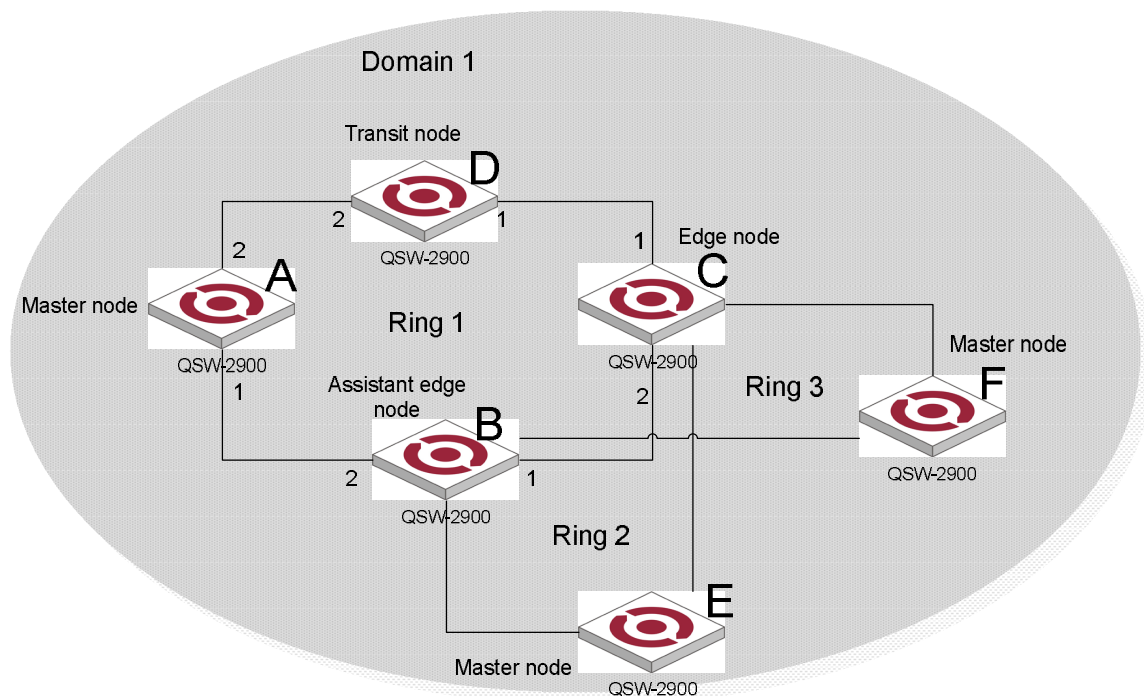 Domain 1
Transit node
D
2
1
QSW-2900
2
A
Master node
QSW-2900
1
Ring 1
Edge node
1
C
QSW-2900
2
Master node
F
Ring 3
QSW-2900
Assistant edge
node
B
2
1
QSW-2900
Ring 2
E
Master node
QSW-2900